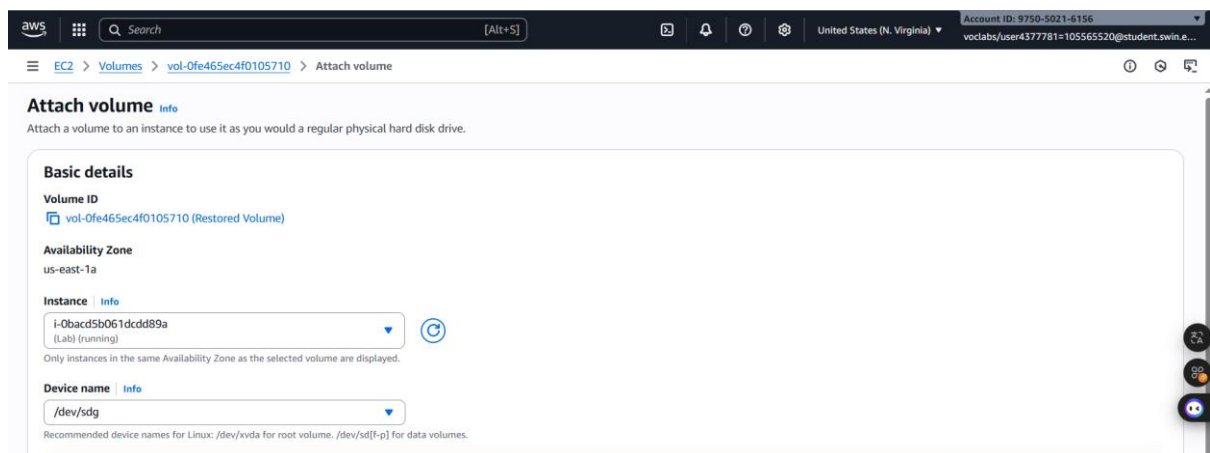 aws
Search [Alt+S]
United States (N. Virginia)
Account ID: 9750-5021-6156
voclabs/user4377781=105565520@student.swin.e...
EC2 > Volumes > vol-0fe465ec4f0105710 > Attach volume
Attach volume Info
Attach a volume to an instance to use it as you would a regular physical hard disk drive.
Basic details
Volume ID
vol-0fe465ec4f0105710 (Restored Volume)
Availability Zone
us-east-1a
Instance Info
i-0bacd5b061dcdd89a
(Lab) (running)
Only instances in the same Availability Zone as the selected volume are displayed.
Device name Info
/dev/sdg
Recommended device names for Linux: /dev/xvda for root volume. /dev/sd[f-p] for data volumes.